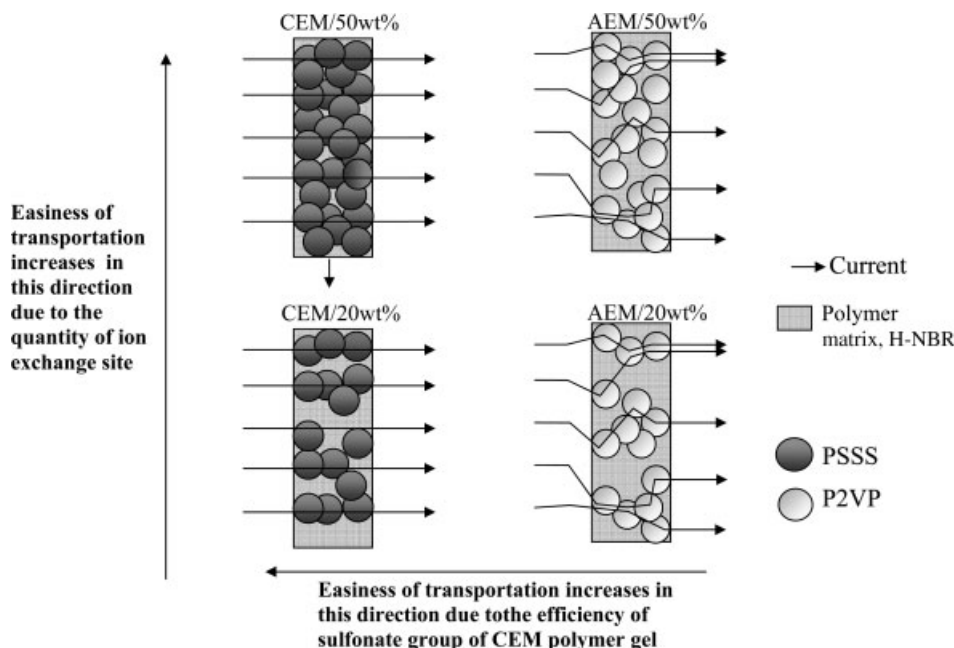 CEM/50wt%
AEM/50wt%
Easiness of
transportation
increases in
this direction
due to the
quantity of ion
exchange site
CEM/20wt%
AEM/20wt%
Current
Polymer
matrix, H-NBR
PSSS
P2VP
Easiness of transportation increases in
this direction due tothe efficiency of
sulfonate group of CEM polymer gel